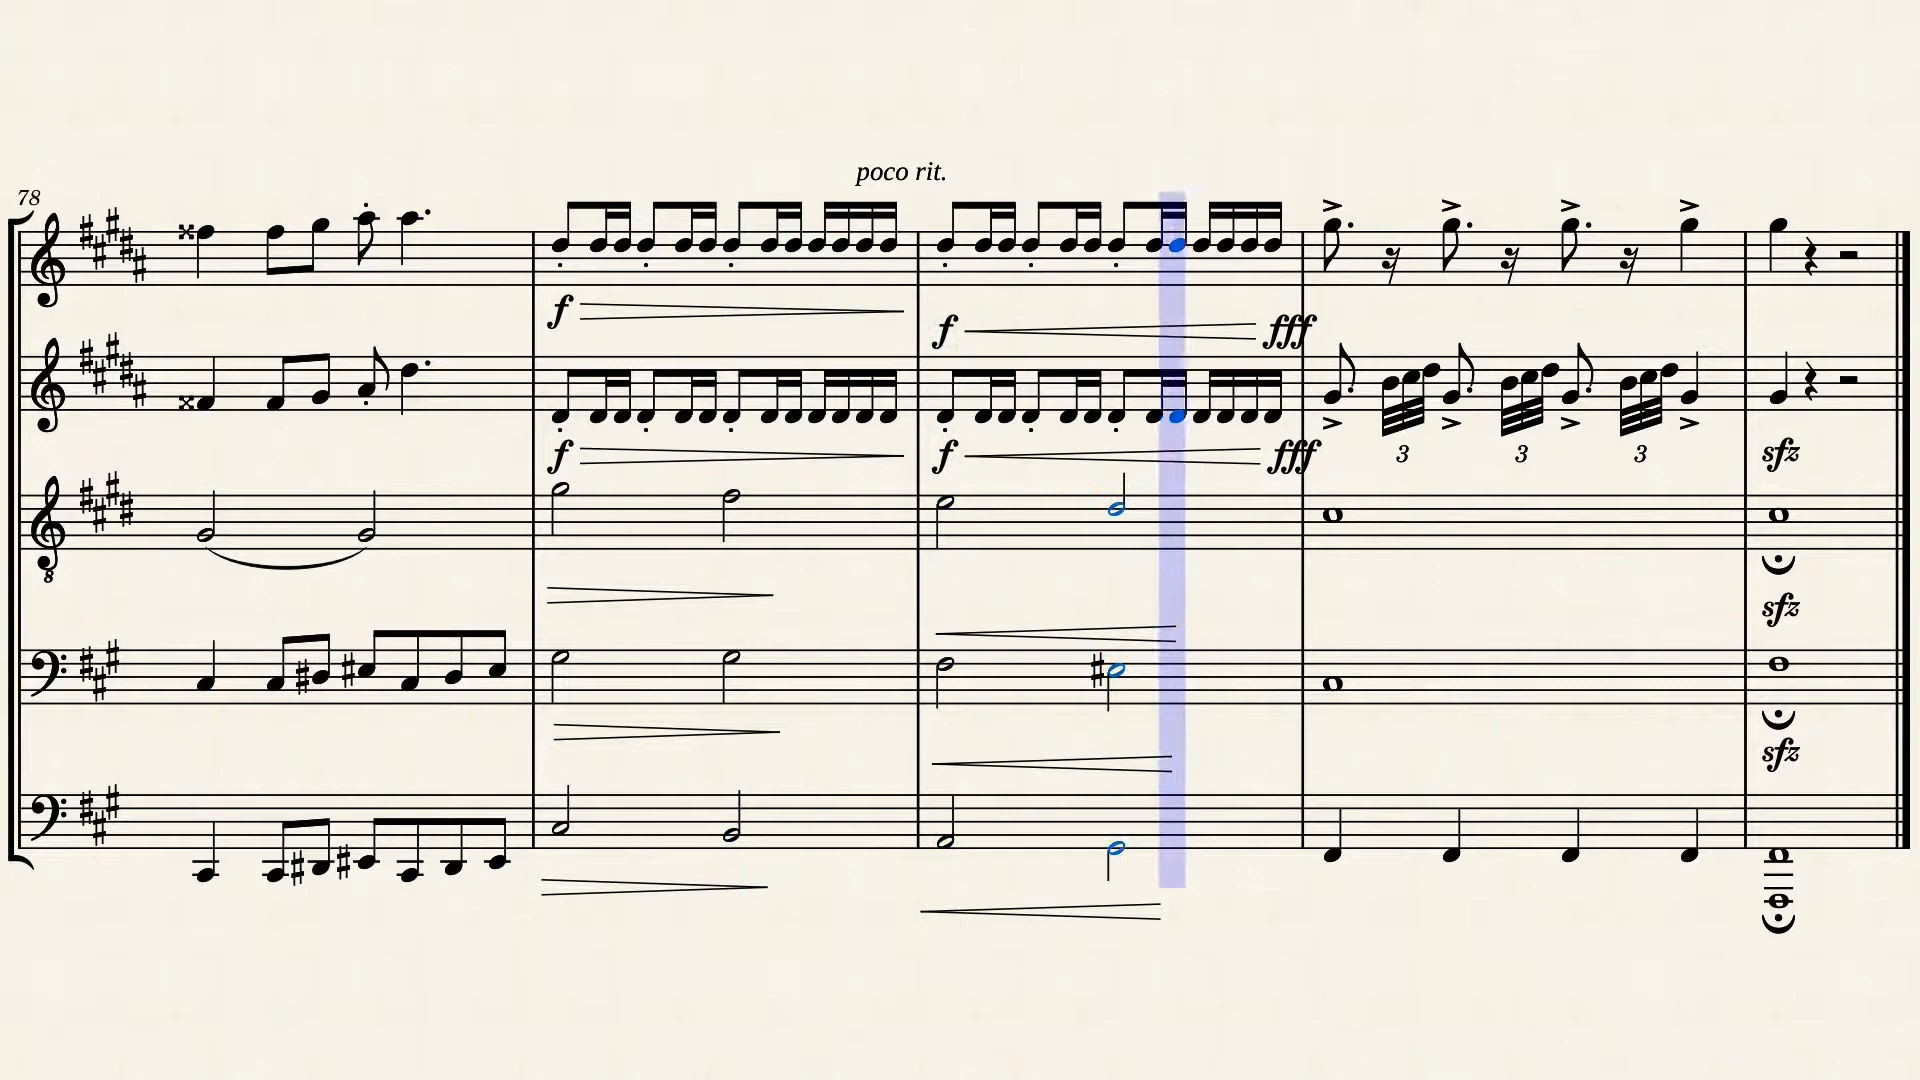 poco rit.
78
f
f fff
f f fff
3 3 3 sfz
8
sfz
sfz